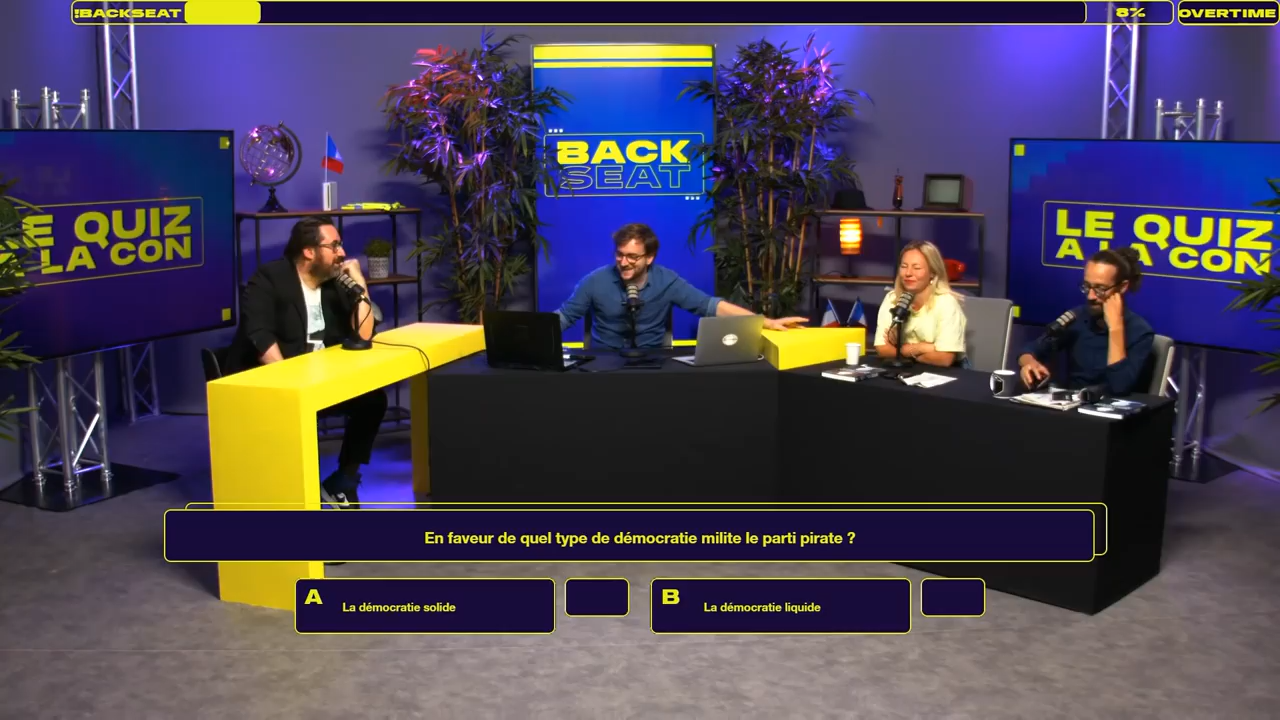 !BACKSEAT
8%
OVERTIME
BACK
SEAT
LE QUIZ
A LA CON
LE QUIZ
LA CON
En faveur de quel type de démocratie milite le parti pirate ?
A
La démocratie solide
B
La démocratie liquide